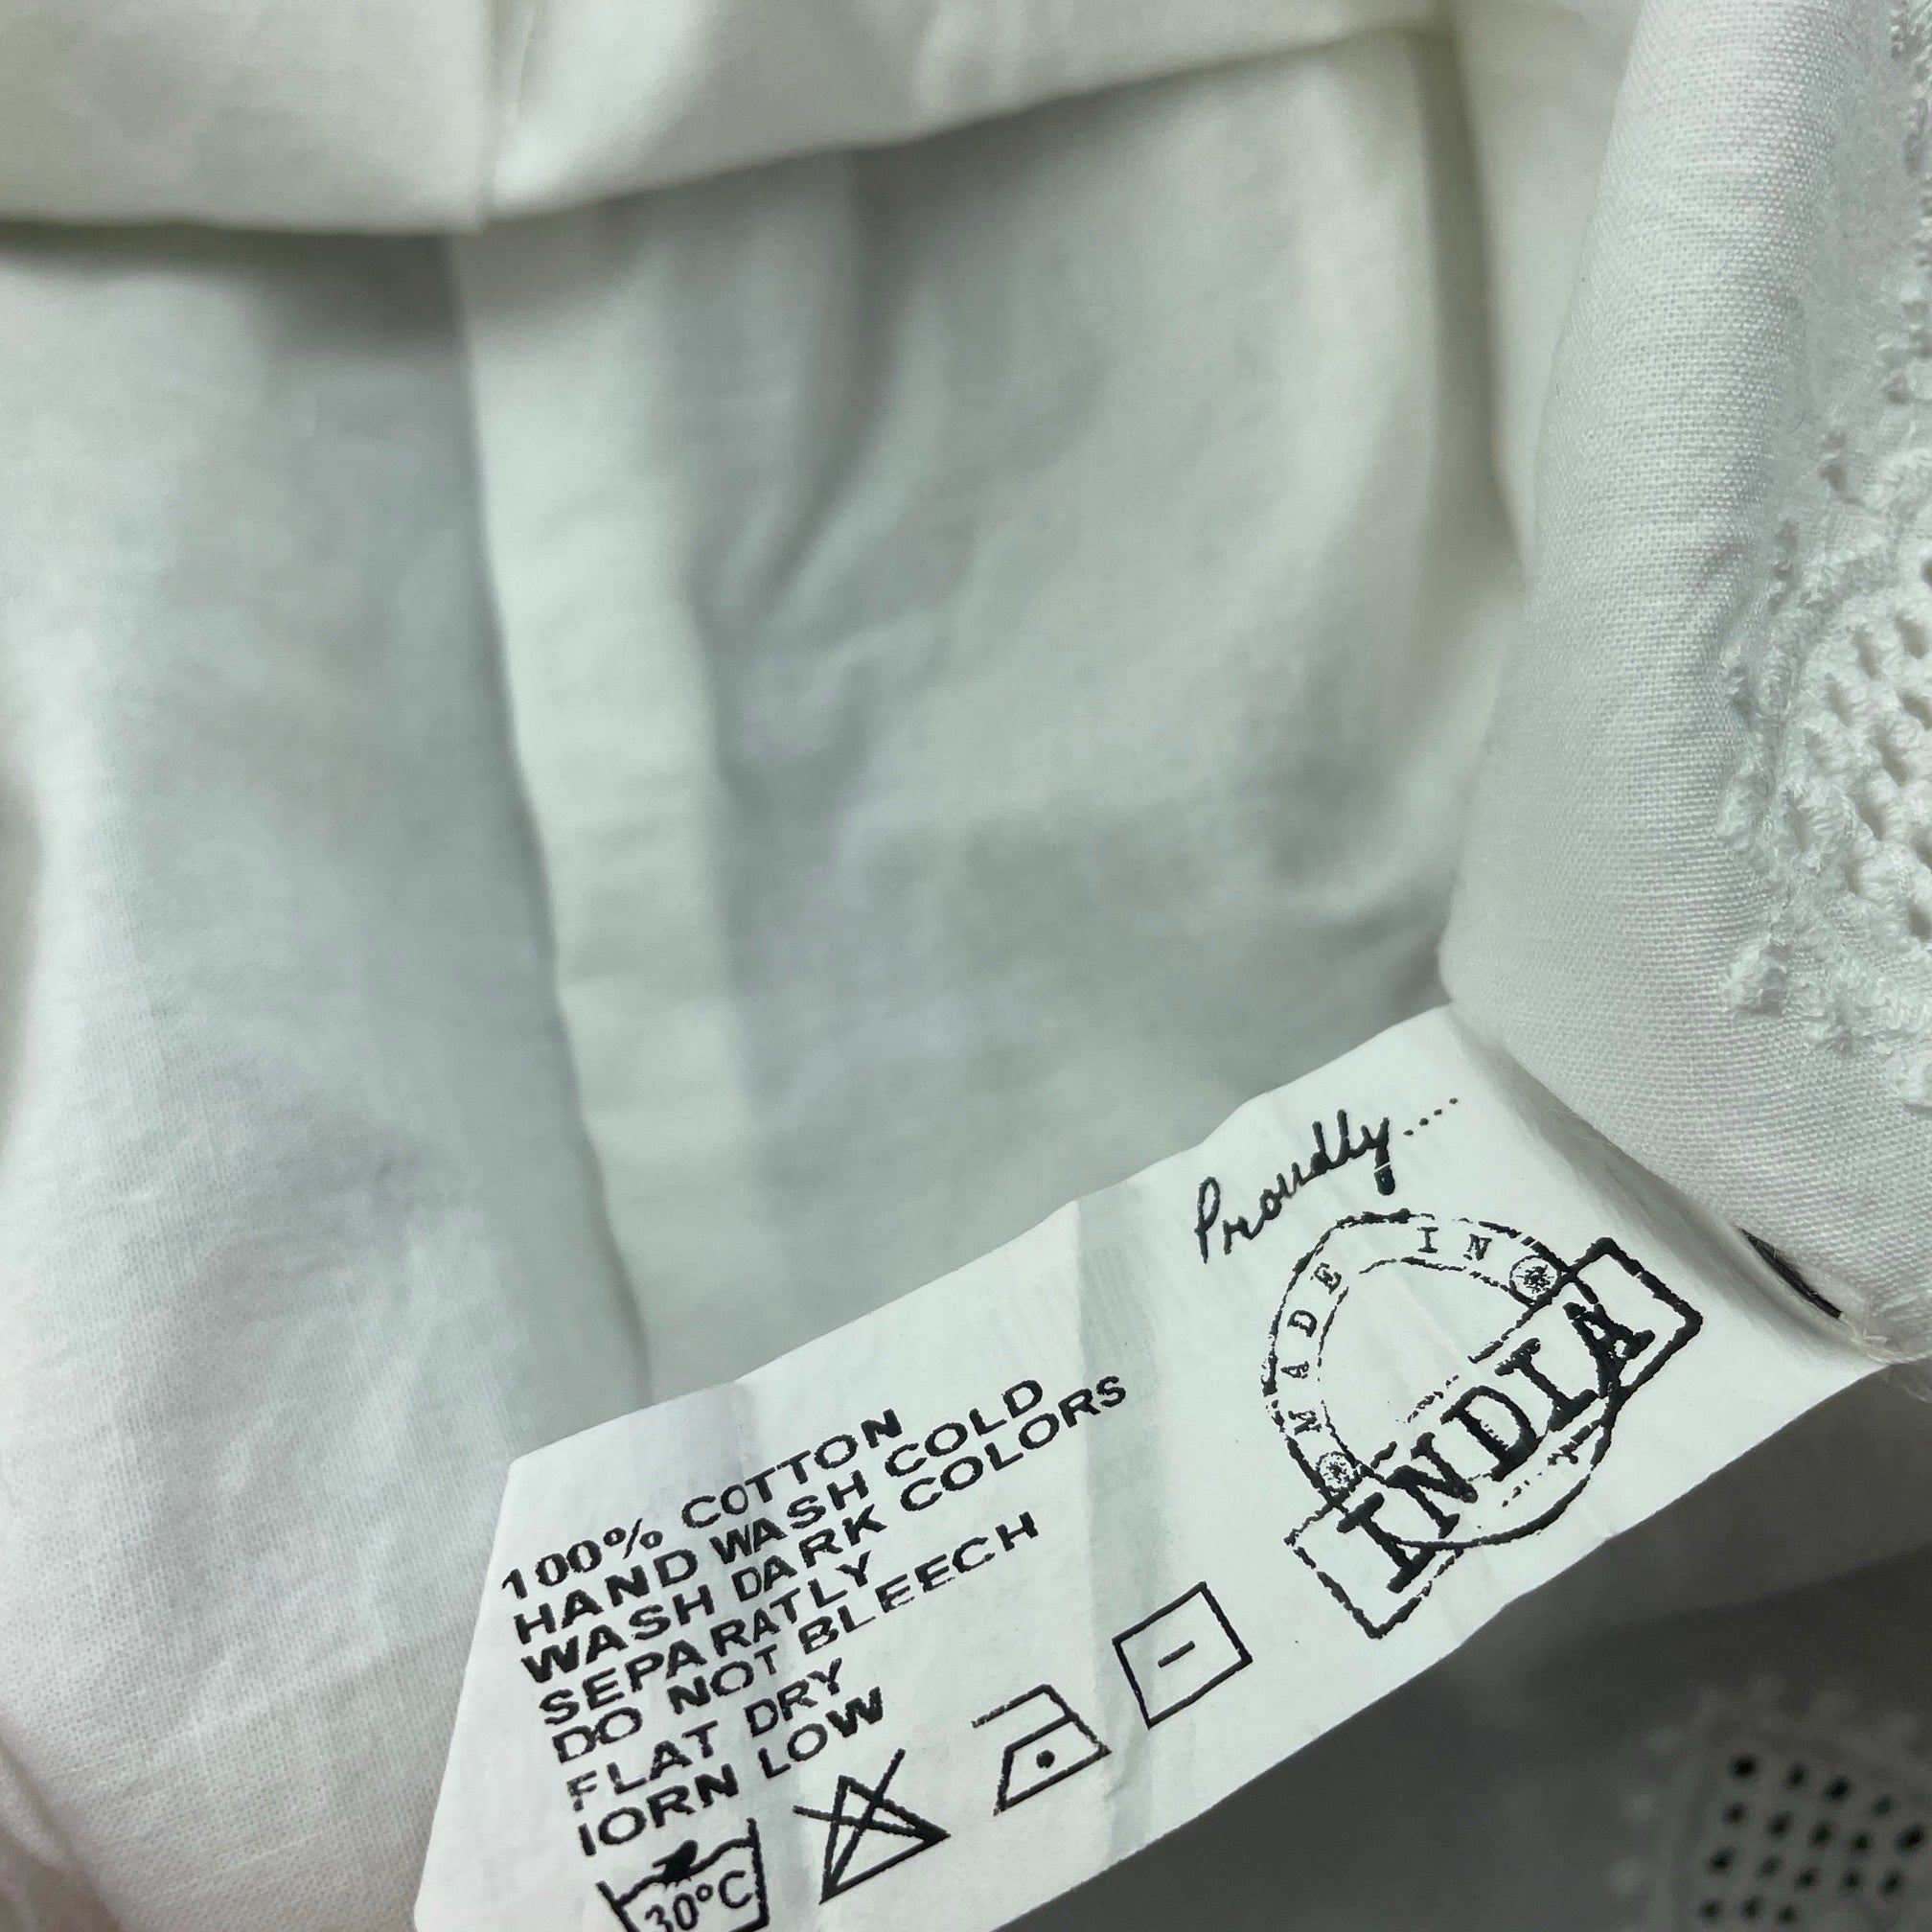 Proudly....
MADE IN
INDIA
100% COTTON
HAND WASH COLD
WASH DARK COLORS
SEPARATLY
DO NOT BLEECH
FLAT DRY
IORN LOW
30°C